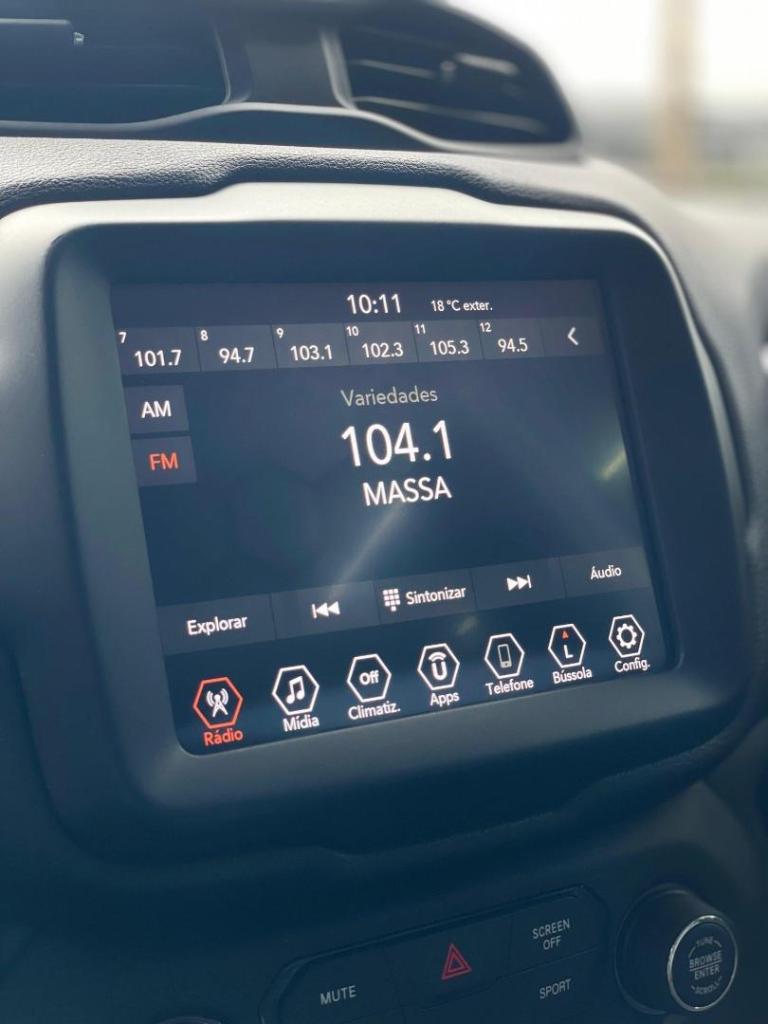 10:11 18 °C exter.
7 101.7 8 94.7 9 103.1 10 102.3 11 105.3 12 94.5
AM
Variedades
104.1
FM
MASSA
Explorar Sintonizar Áudio
Off L
Rádio Mídia Climatiz. Apps Telefone Bússola Config.
SCREEN
OFF
MUTE
SPORT
TUNE
BROWSE
ENTER
SCROLL